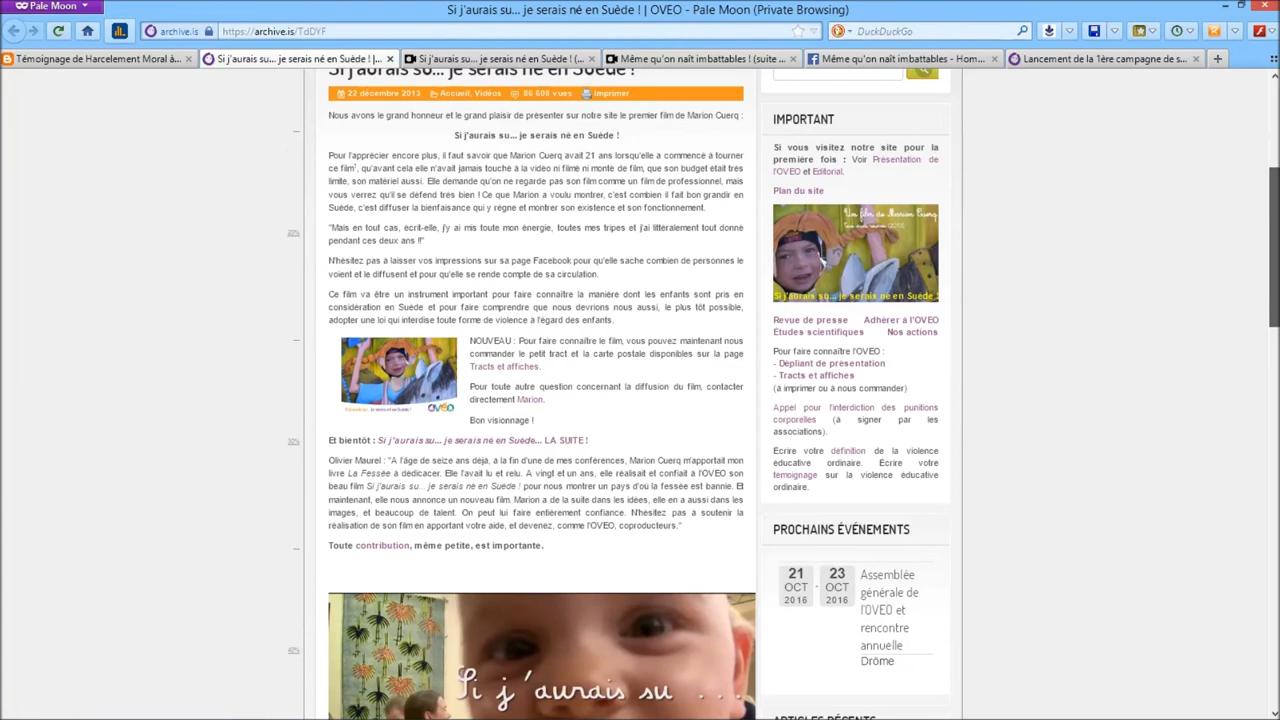 Pale Moon
Si j'aurais su... je serais né en Suède ! | OVEO - Pale Moon (Private Browsing)
archive.is
https://archive.is/TdDYF
DuckDuckGo
Témoignage de Harcelement Moral à...
Si j'aurais su... je serais né en Suède ! |...
Si j'aurais su... je serais né en Suède ! (...
Même qu'on naît imbattables ! (suite ...
Même qu'on naît imbattables - Hom...
Lancement de la 1ère campagne de s...
Si j'aurais su... je serais né en Suède !
22 décembre 2013
Accueil, Vidéos
86 608 vues
Imprimer
Nous avons le grand honneur et le grand plaisir de présenter sur notre site le premier film de Marion Cuerq :
Si j'aurais su... je serais né en Suède !
Pour l'apprécier encore plus, il faut savoir que Marion Cuerq avait 21 ans lorsqu'elle a commencé à tourner
ce film¹, qu'avant cela elle n'avait jamais touché à la vidéo ni filmé ni monté de film, que son budget était très
limité, son matériel aussi. Elle demande qu'on ne regarde pas son film comme un film de professionnel, mais
vous verrez qu'il se défend très bien ! Ce que Marion a voulu montrer, c'est combien il fait bon grandir en
Suède, c'est diffuser la bienfaisance qui y règne et montrer son existence et son fonctionnement.
"Mais en tout cas, écrit-elle, j'y ai mis toute mon énergie, toutes mes tripes et j'ai littéralement tout donné
pendant ces deux ans !!"
N'hésitez pas à laisser vos impressions sur sa page Facebook pour qu'elle sache combien de personnes le
voient et le diffusent et pour qu'elle se rende compte de sa circulation.
Ce film va être un instrument important pour faire connaître la manière dont les enfants sont pris en
considération en Suède et pour faire comprendre que nous devrions nous aussi, le plus tôt possible,
adopter une loi qui interdise toute forme de violence à l'égard des enfants.
NOUVEAU : Pour faire connaître le film, vous pouvez maintenant nous
commander le petit tract et la carte postale disponibles sur la page
Tracts et affiches.
Pour toute autre question concernant la diffusion du film, contacter
directement Marion.
OVEO
Bon visionnage !
Et bientôt : Si j'aurais su... je serais né en Suède... LA SUITE !
Olivier Maurel : "A l'âge de seize ans déjà, à la fin d'une de mes conférences, Marion Cuerq m'apportait mon
livre La Fessée à dédicacer. Elle l'avait lu et relu. A vingt et un ans, elle réalisait et confiait à l'OVEO son
beau film Si j'aurais su... je serais né en Suède ! pour nous montrer un pays d'où la fessée est bannie. Et
maintenant, elle nous annonce un nouveau film. Marion a de la suite dans les idées, elle en a aussi dans les
images, et beaucoup de talent. On peut lui faire entièrement confiance. N'hésitez pas à soutenir la
réalisation de son film en apportant votre aide, et devenez, comme l'OVEO, coproducteurs."
Toute contribution, même petite, est importante.
Si j'aurais su ...
IMPORTANT
Si vous visitez notre site pour la
première fois : Voir Présentation de
l'OVEO et Editorial.
Plan du site
Un film de Marion Cuerq
Si j'aurais su... je serais né en Suède !
Revue de presse Adhérer à l'OVEO
Études scientifiques Nos actions
Pour faire connaître l'OVEO :
- Dépliant de présentation
- Tracts et affiches
(à imprimer ou à nous commander)
Appel pour l'interdiction des punitions
corporelles (à signer par les
associations).
Écrire votre définition de la violence
éducative ordinaire. Écrire votre
témoignage sur la violence éducative
ordinaire.
PROCHAINS ÉVÉNEMENTS
21 OCT 2016 - 23 OCT 2016
Assemblée
générale de
l'OVEO et
rencontre
annuelle
Drôme
ARTICLES RÉCENTS